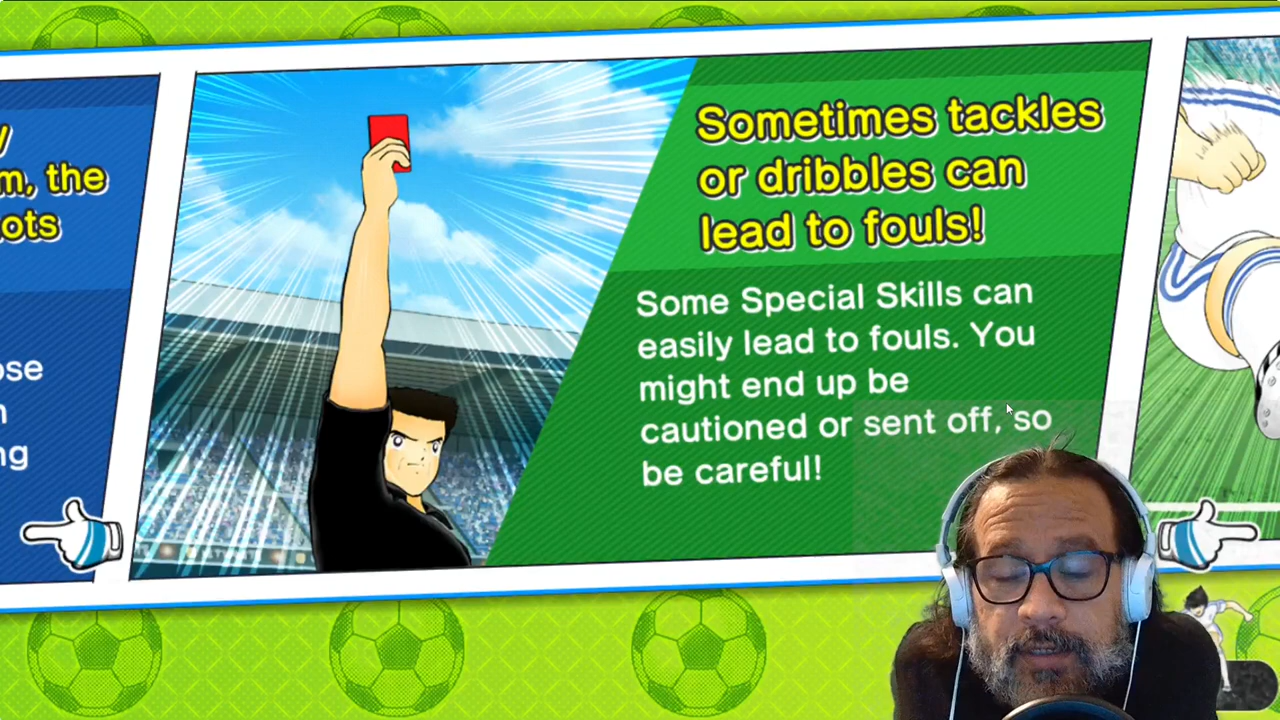 m, the
ots
ose
ng
Sometimes tackles
or dribbles can
lead to fouls!
Some Special Skills can
easily lead to fouls. You
might end up be
cautioned or sent off, so
be careful!